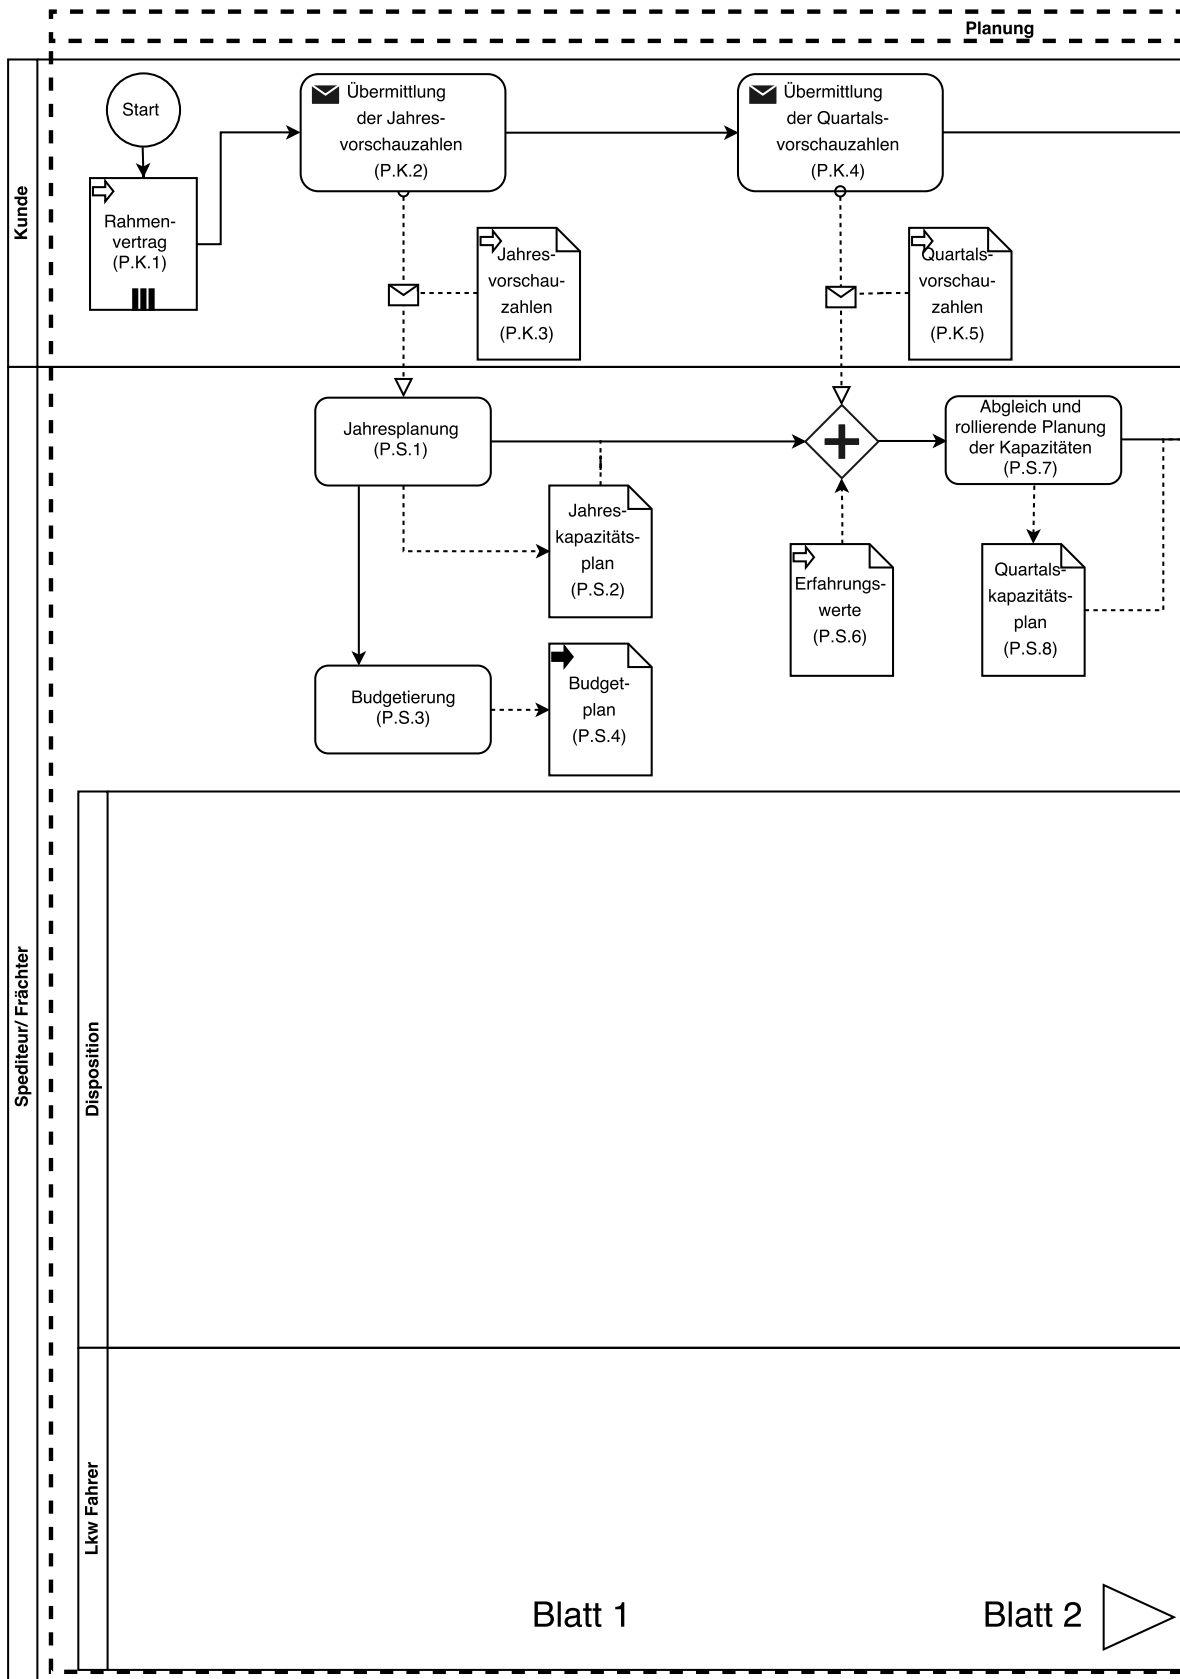 Planung
Kunde
Start
Rahmen-
vertrag
(P.K.1)
Übermittlung
der Jahres-
vorschauzahlen
(P.K.2)
Jahres-
vorschau-
zahlen
(P.K.3)
Übermittlung
der Quartals-
vorschauzahlen
(P.K.4)
Quartals-
vorschau-
zahlen
(P.K.5)
Spediteur/ Frächter
Jahresplanung
(P.S.1)
Jahres-
kapazitäts-
plan
(P.S.2)
Budgetierung
(P.S.3)
Budget-
plan
(P.S.4)
Erfahrungs-
werte
(P.S.6)
Abgleich und
rollierende Planung
der Kapazitäten
(P.S.7)
Quartals-
kapazitäts-
plan
(P.S.8)
Disposition
Lkw Fahrer
Blatt 1
Blatt 2